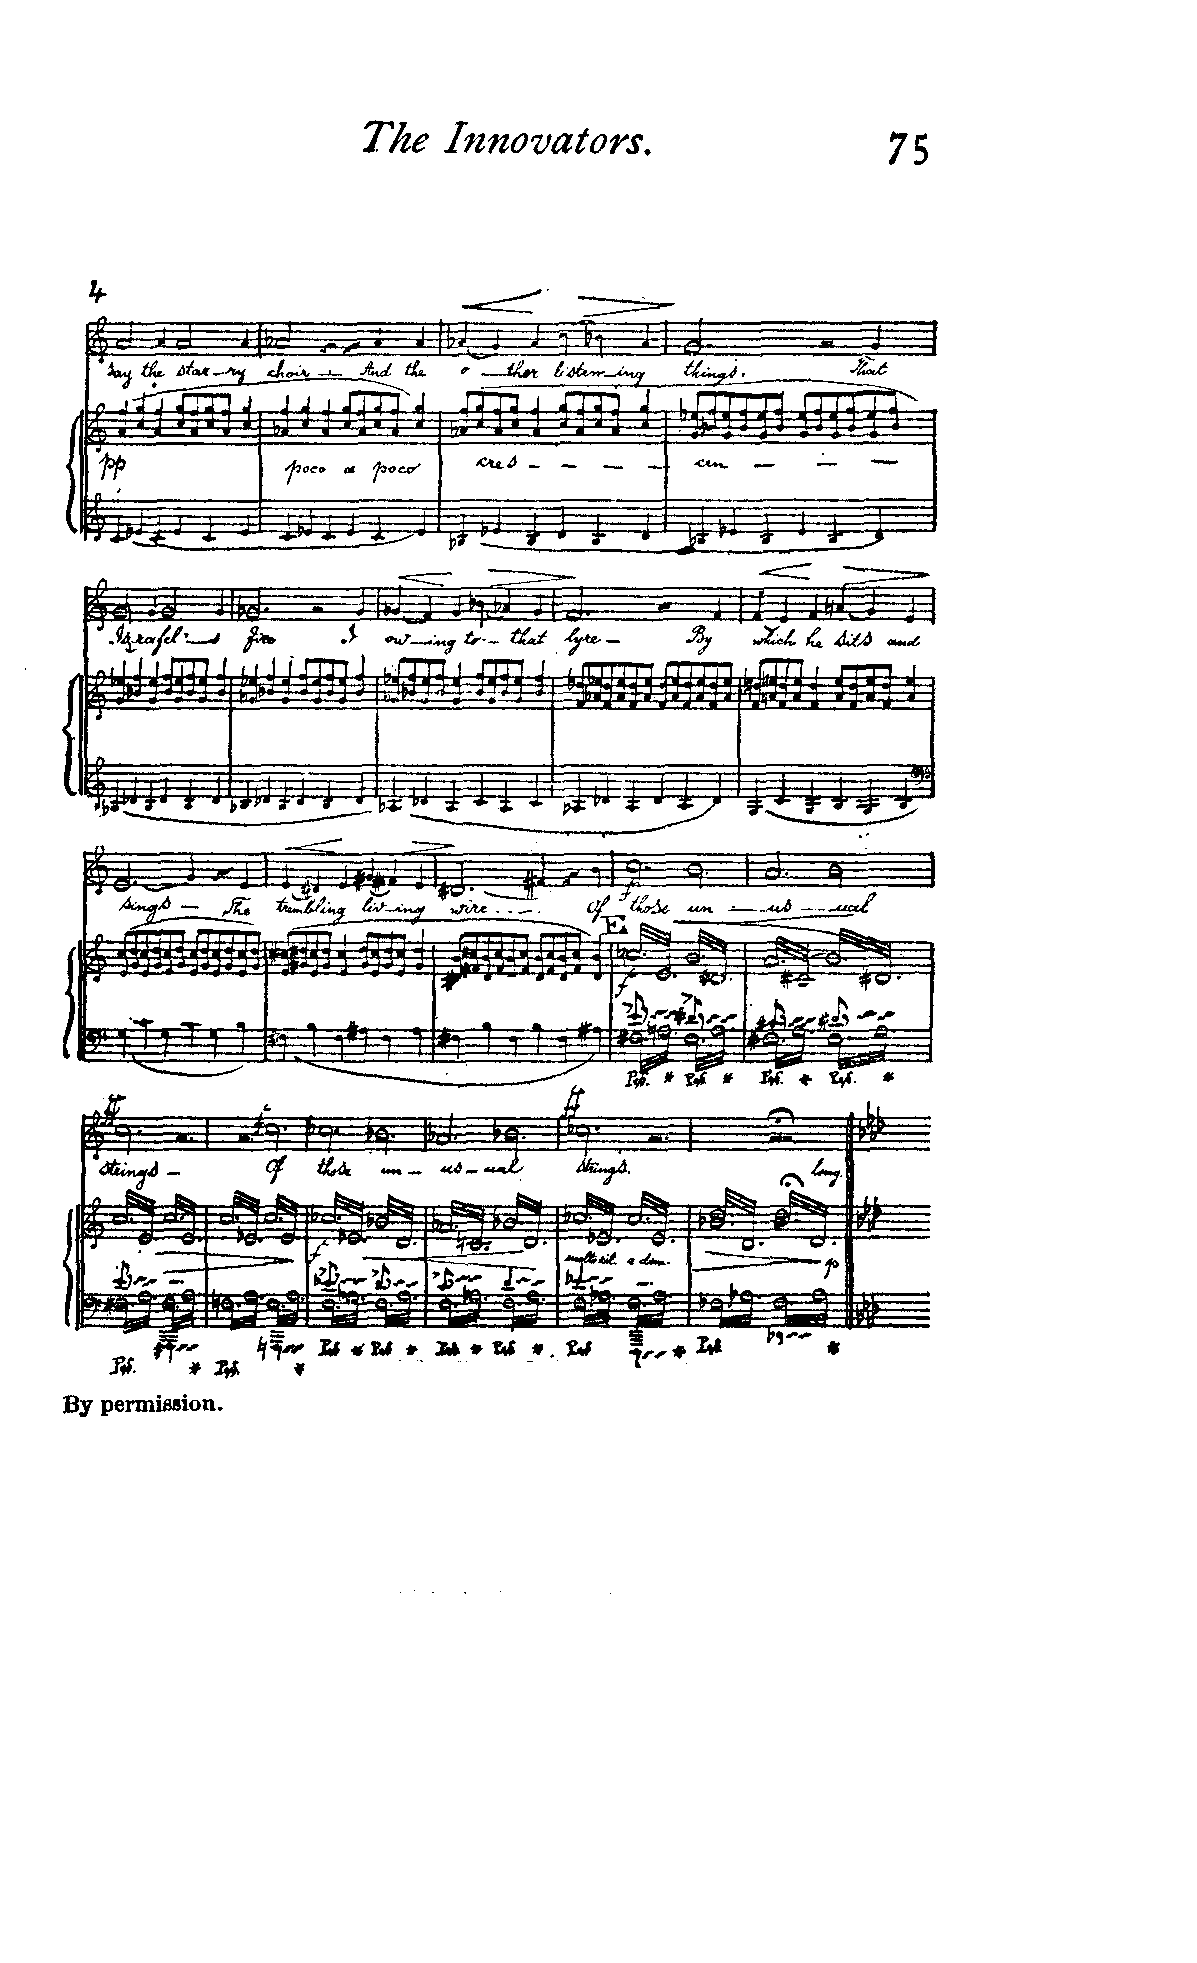 The Innovators.
75
4
Say the star-ry choir - And the o-ther listen-ing things. That
pp poco a poco cres - - - - cen - - -
Israfel's fire I ow-ing to - that lyre - By which he sits and
sings - The trembling liv-ing wire - - - Of those un - us - ual
f
E.
f
Ped. * Ped. * Ped. * Ped. *
ff ff
strings - Of those un - us-ual strings. long
f molto rit. e dim. p
Ped. * Ped. * Ped * Ped * Ped * Ped * Ped * Ped *
By permission.